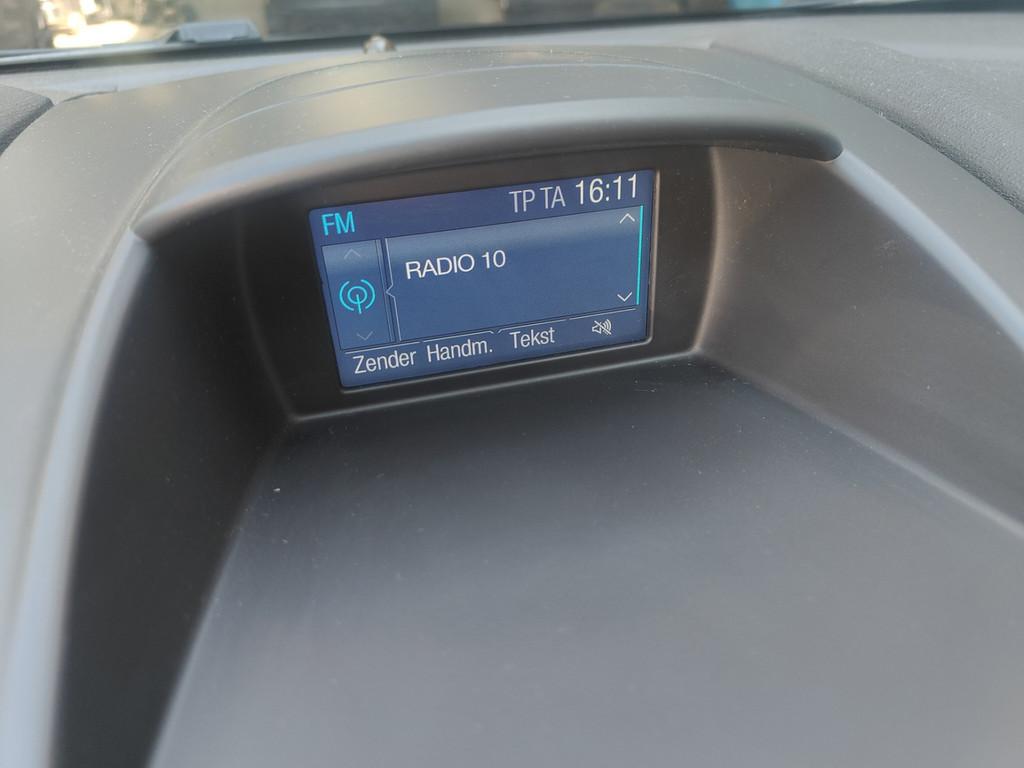 FM TP TA 16:11
RADIO 10
Zender Handm. Tekst